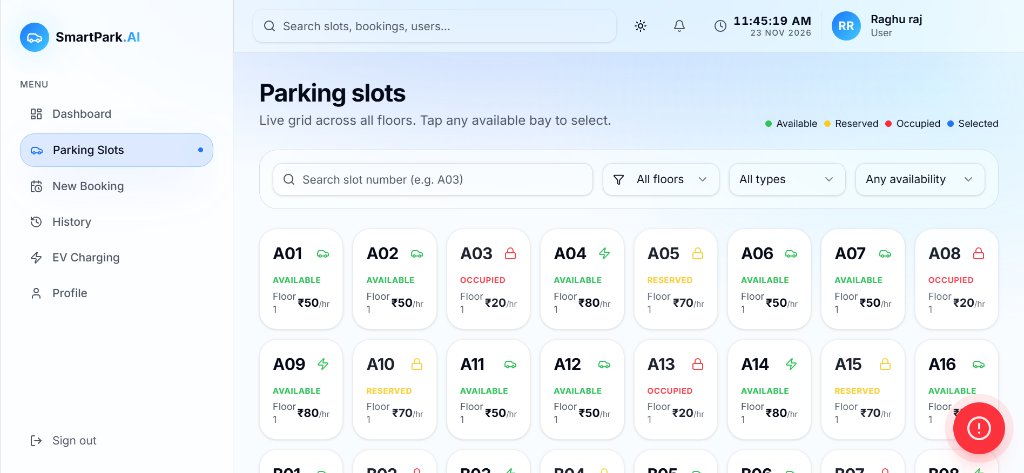 SmartPark.AI
Search slots, bookings, users...
11:45:19 AM
23 NOV 2026
RR
Raghu raj
User
MENU
Dashboard
Parking Slots
New Booking
History
EV Charging
Profile
Sign out
Parking slots
Live grid across all floors. Tap any available bay to select.
Available Reserved Occupied Selected
Search slot number (e.g. A03)
All floors
All types
Any availability
A01
AVAILABLE
Floor 1 ₹50/hr
A02
AVAILABLE
Floor 1 ₹50/hr
A03
OCCUPIED
Floor 1 ₹20/hr
A04
AVAILABLE
Floor 1 ₹80/hr
A05
RESERVED
Floor 1 ₹70/hr
A06
AVAILABLE
Floor 1 ₹50/hr
A07
AVAILABLE
Floor 1 ₹50/hr
A08
OCCUPIED
Floor 1 ₹20/hr
A09
AVAILABLE
Floor 1 ₹80/hr
A10
RESERVED
Floor 1 ₹70/hr
A11
AVAILABLE
Floor 1 ₹50/hr
A12
AVAILABLE
Floor 1 ₹50/hr
A13
OCCUPIED
Floor 1 ₹20/hr
A14
AVAILABLE
Floor 1 ₹80/hr
A15
RESERVED
Floor 1 ₹70/hr
A16
AVAILABLE
Floor 1